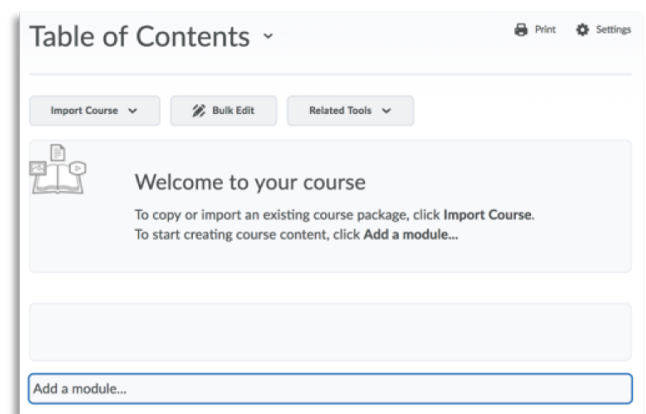 Table of Contents
Print
Settings
Import Course
Bulk Edit
Related Tools
Welcome to your course
To copy or import an existing course package, click Import Course.
To start creating course content, click Add a module...
Add a module...